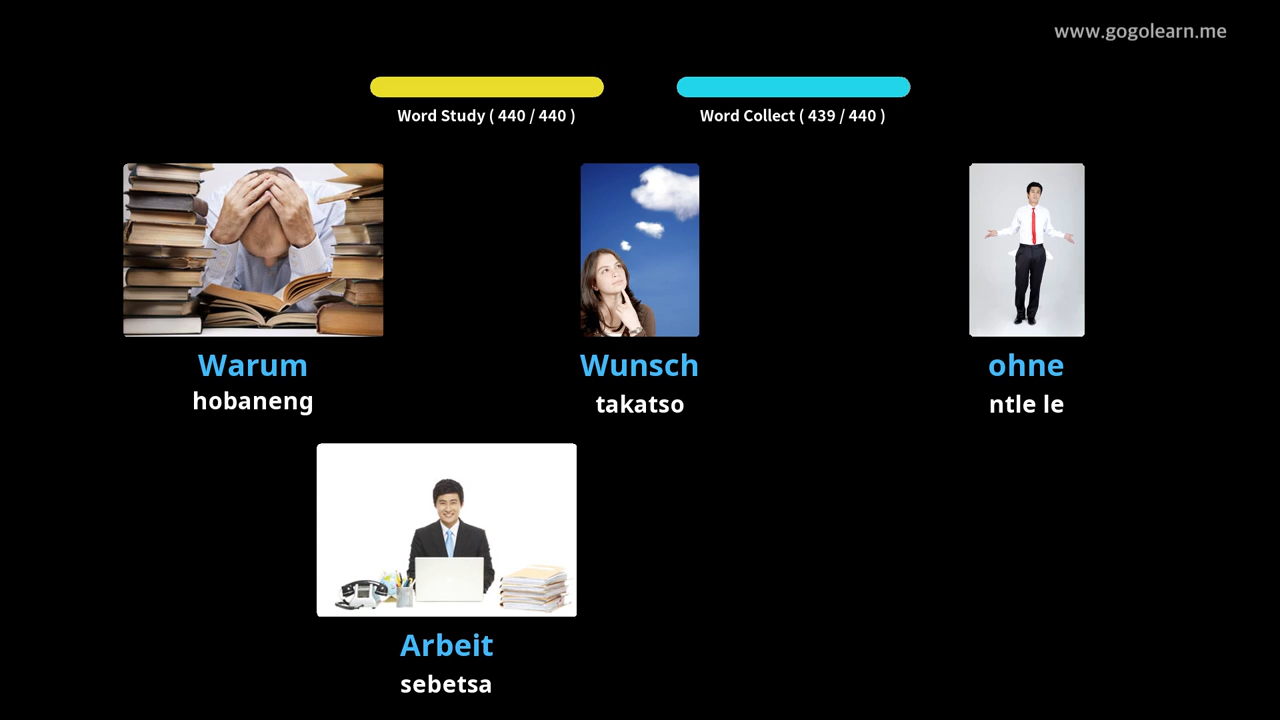 www.gogolearn.me
Word Study ( 440 / 440 )
Word Collect ( 439 / 440 )
Warum
hobaneng
Wunsch
takatso
ohne
ntle le
Arbeit
sebetsa